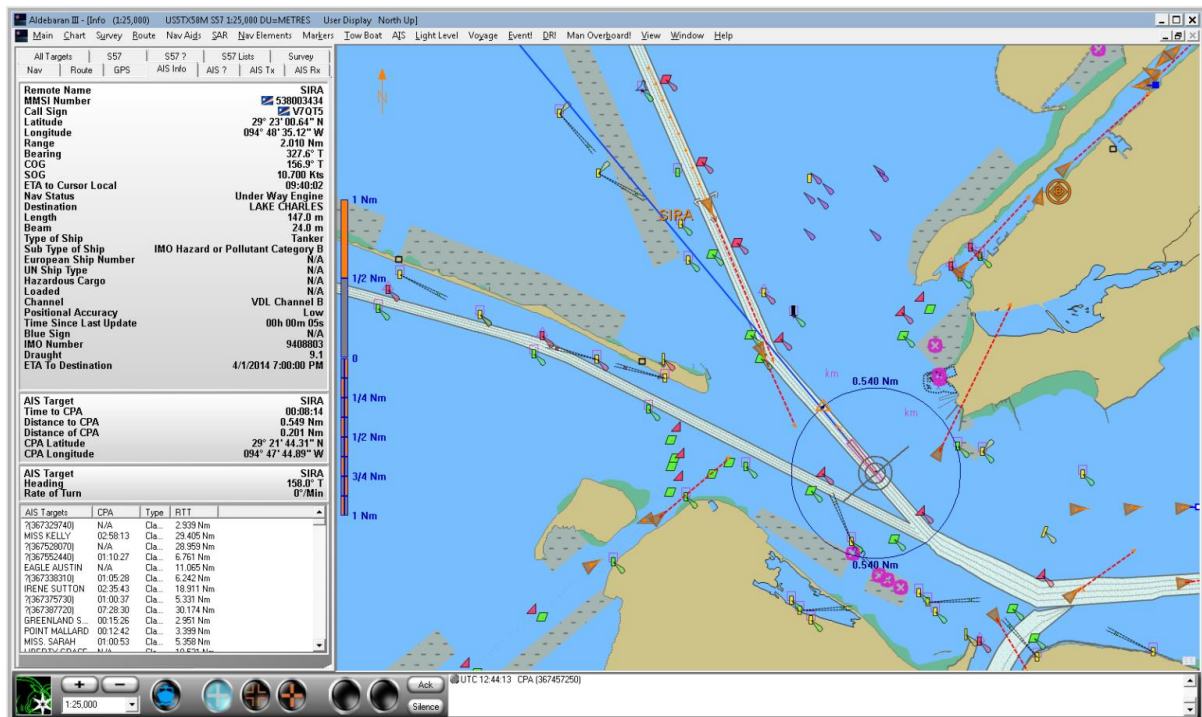 Aldebaran III - [Info (1:25,000) US5TX58M S57 1:25,000 DU=METRES User Display North Up]
Main Chart Survey Route Nav Aids SAR Nav Elements Markers Tow Boat AIS Light Level Voyage Event! DR! Man Overboard! View Window Help
All Targets S57 S57 ? S57 Lists Survey
Nav Route GPS AIS Info AIS ? AIS Tx AIS Rx
Remote Name SIRA
MMSI Number 538003434
Call Sign V7QT5
Latitude 29° 23' 00.64" N
Longitude 094° 48' 35.12" W
Range 2.010 Nm
Bearing 327.6° T
COG 156.9° T
SOG 10.700 Kts
ETA to Cursor Local 09:40:02
Nav Status Under Way Engine
Destination LAKE CHARLES
Length 147.0 m
Beam 24.0 m
Type of Ship Tanker
Sub Type of Ship IMO Hazard or Pollutant Category B
European Ship Number N/A
UN Ship Type N/A
Hazardous Cargo N/A
Loaded N/A
Channel VDL Channel B
Positional Accuracy Low
Time Since Last Update 00h 00m 05s
Blue Sign N/A
IMO Number 9408803
Draught 9.1
ETA To Destination 4/1/2014 7:00:00 PM
AIS Target SIRA
Time to CPA 00:08:14
Distance to CPA 0.549 Nm
Distance of CPA 0.201 Nm
CPA Latitude 29° 21' 44.31" N
CPA Longitude 094° 47' 44.89" W
AIS Target SIRA
Heading 158.0° T
Rate of Turn 0°/Min
AIS Targets CPA Type RTT
?(367329740) N/A Cla... 2.939 Nm
MISS KELLY 02:58:13 Cla... 29.405 Nm
?(367528070) N/A Cla... 28.959 Nm
?(367552440) 01:10:27 Cla... 6.761 Nm
EAGLE AUSTIN N/A Cla... 11.065 Nm
?(367338310) 01:05:28 Cla... 6.242 Nm
IRENE SUTTON 02:35:43 Cla... 18.911 Nm
?(367375730) 01:00:37 Cla... 5.331 Nm
?(367387720) 07:28:30 Cla... 30.174 Nm
GREENLAND S... 00:15:26 Cla... 2.951 Nm
POINT MALLARD 00:12:42 Cla... 3.399 Nm
MISS. SARAH 01:00:53 Cla... 5.358 Nm
N
1 Nm
1/2 Nm
0
1/4 Nm
1/2 Nm
3/4 Nm
1 Nm
SIRA
km
0.540 Nm
km
0.540 Nm
1:25,000
Ack
Silence
UTC 12:44:13 CPA (367457250)